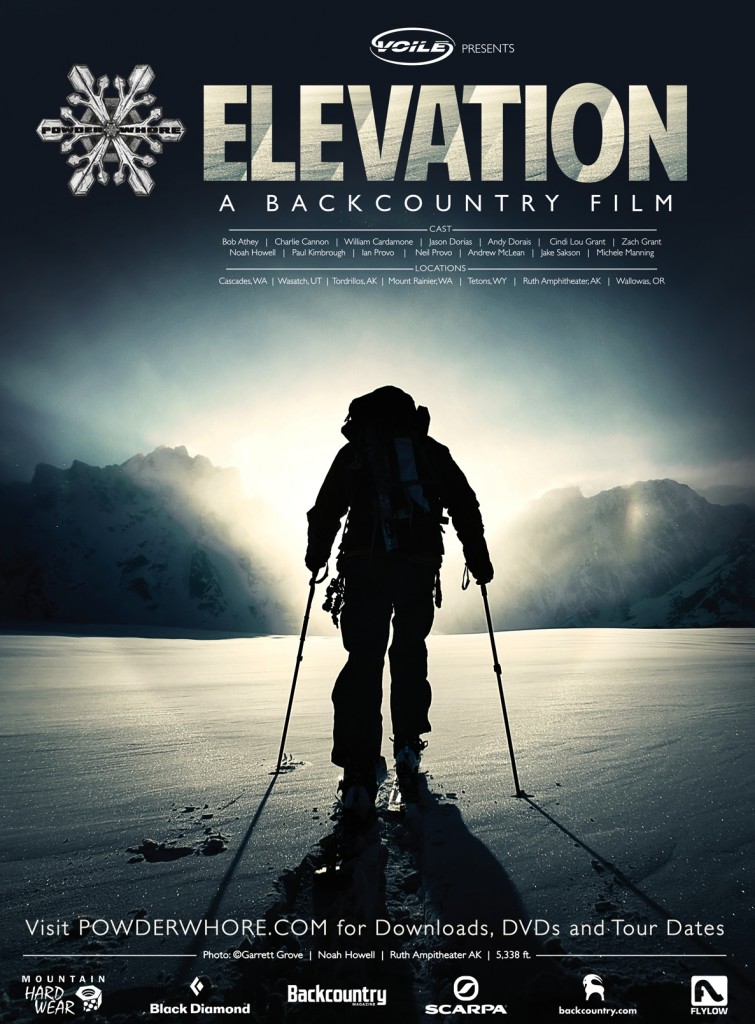 VOILE PRESENTS
POWDER WHORE
ELEVATION
A BACKCOUNTRY FILM
CAST
Bob Athey | Charlie Cannon | William Cardamone | Jason Dorias | Andy Dorais | Cindi Lou Grant | Zach Grant
Noah Howell | Paul Kimbrough | Ian Provo | Neil Provo | Andrew McLean | Jake Sakson | Michele Manning
LOCATIONS
Cascades, WA | Wasatch, UT | Tordrillos, AK | Mount Rainier, WA | Tetons, WY | Ruth Amphitheater, AK | Wallowas, OR
Visit POWDERWHORE.COM for Downloads, DVDs and Tour Dates
Photo: ©Garrett Grove | Noah Howell | Ruth Ampitheater AK | 5,338 ft.
MOUNTAIN
HARD
WEAR
Black Diamond
Backcountry
MAGAZINE
SCARPA
backcountry.com
FLYLOW